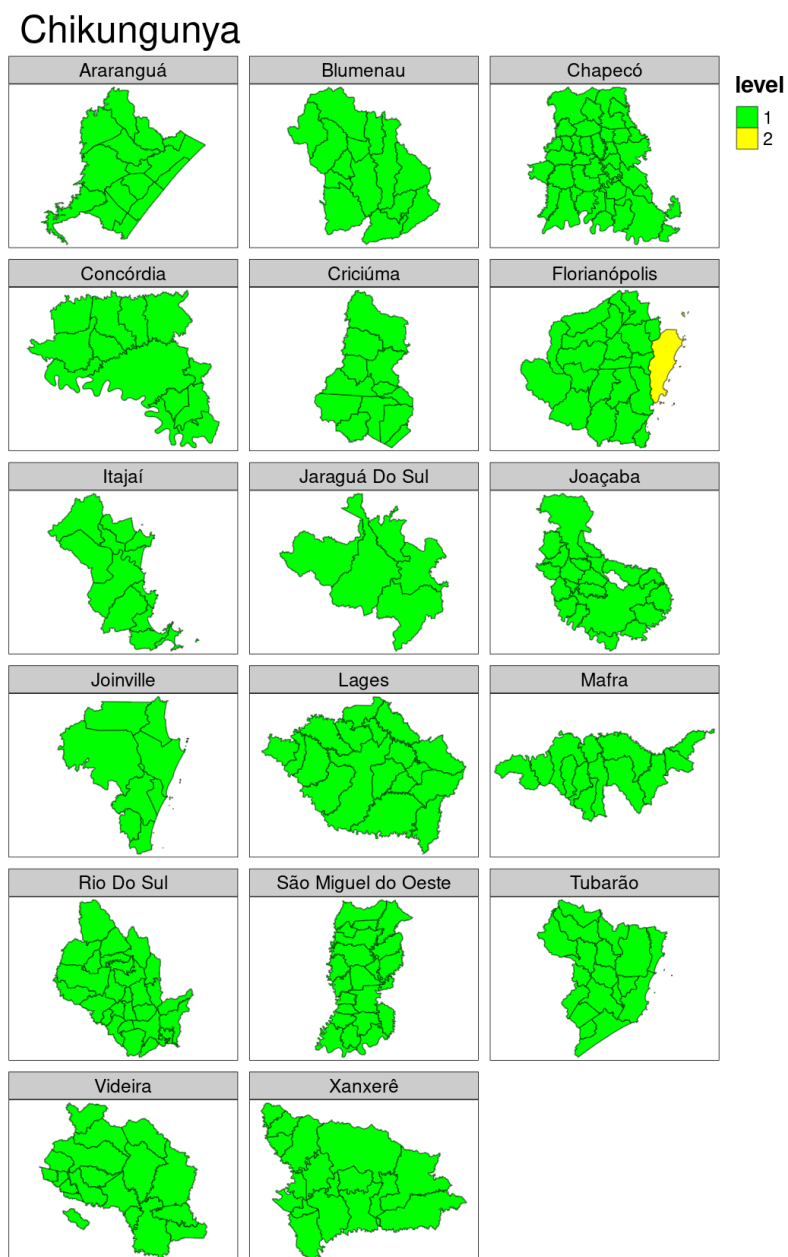 Chikungunya
Araranguá
Blumenau
Chapecó
level
1
2
Concórdia
Criciúma
Florianópolis
Itajaí
Jaraguá Do Sul
Joaçaba
Joinville
Lages
Mafra
Rio Do Sul
São Miguel do Oeste
Tubarão
Videira
Xanxerê